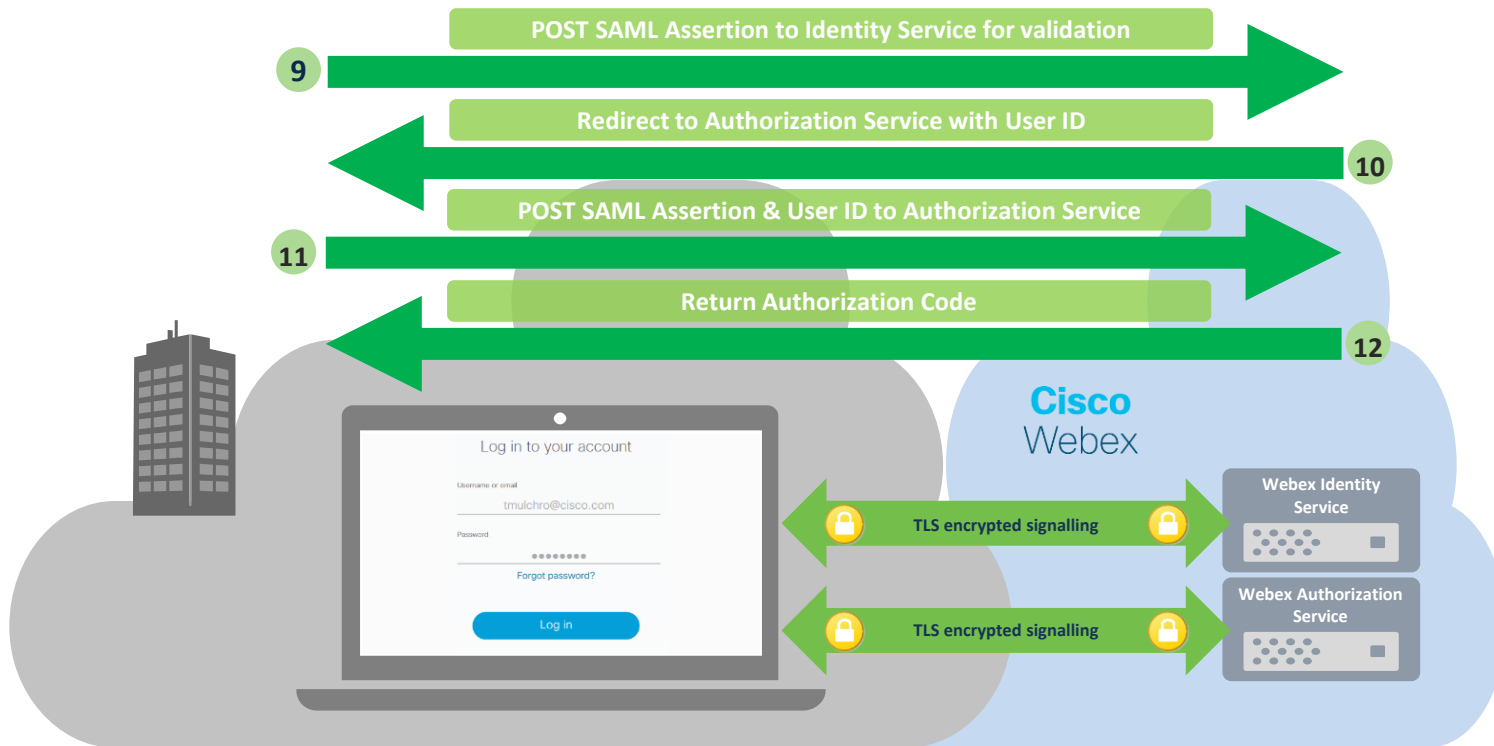 POST SAML Assertion to Identity Service for validation
9
Redirect to Authorization Service with User ID
10
POST SAML Assertion & User ID to Authorization Service
11
Return Authorization Code
12
Cisco
Webex
Log in to your account
Username or email
tmulchro@cisco.com
Password
Forgot password?
Log in
TLS encrypted signalling
Webex Identity
Service
TLS encrypted signalling
Webex Authorization
Service